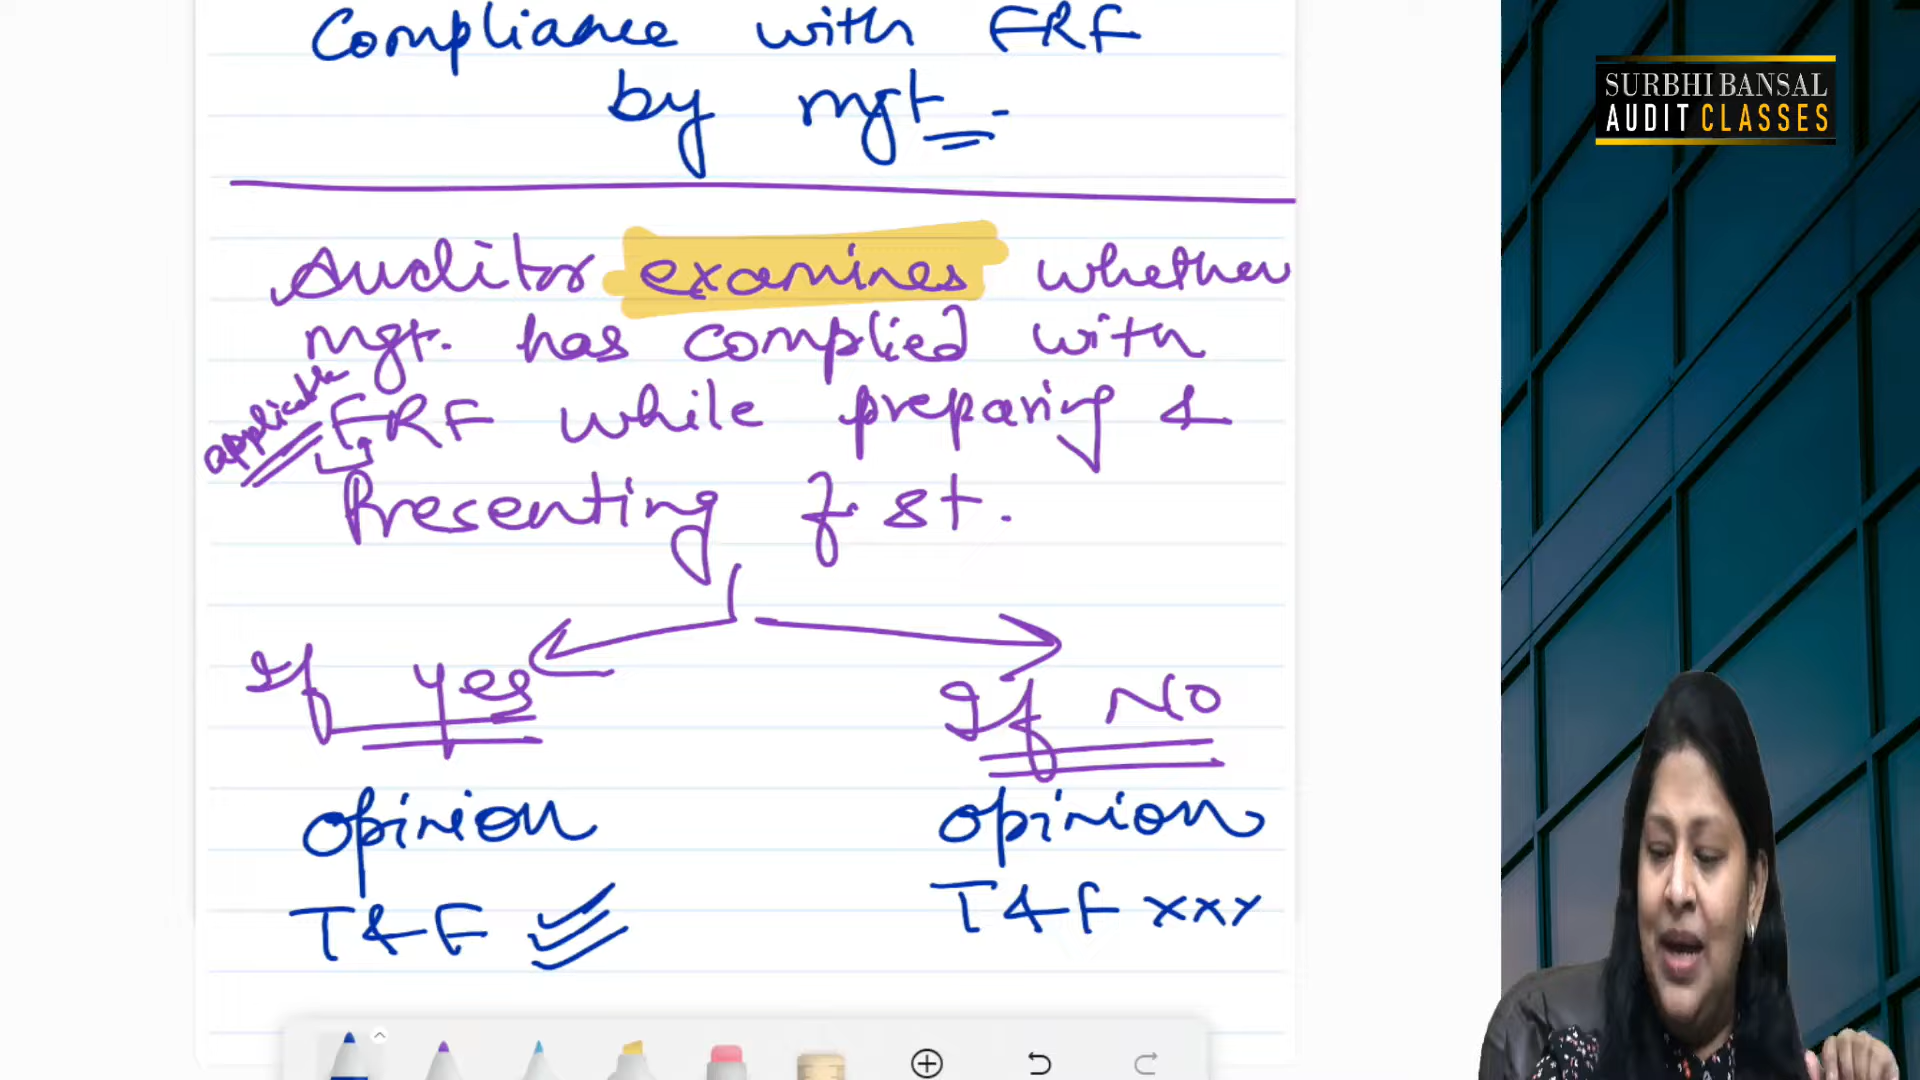 Compliance with FRF
by mgt.
Auditor examines whether
mgt. has complied with
applicable FRF while preparing &
Presenting f. st.
If Yes
If No
opinion
opinion
T & F
T & F xxx
SURBHI BANSAL
AUDIT CLASSES